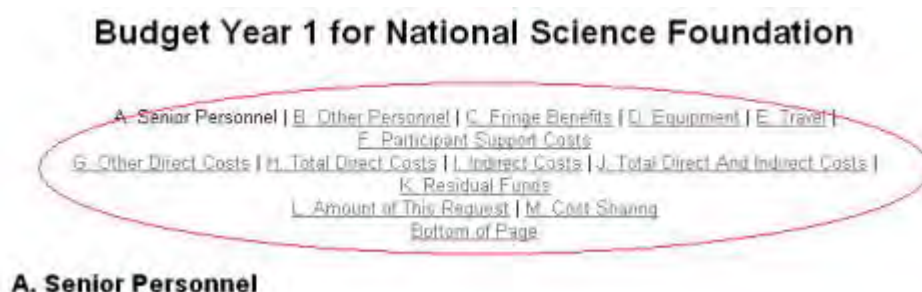 Budget Year 1 for National Science Foundation
A. Senior Personnel | B. Other Personnel | C. Fringe Benefits | D. Equipment | E. Travel |
F. Participant Support Costs
G. Other Direct Costs | H. Total Direct Costs | I. Indirect Costs | J. Total Direct And Indirect Costs |
K. Residual Funds
L. Amount of This Request | M. Cost Sharing
Bottom of Page
A. Senior Personnel